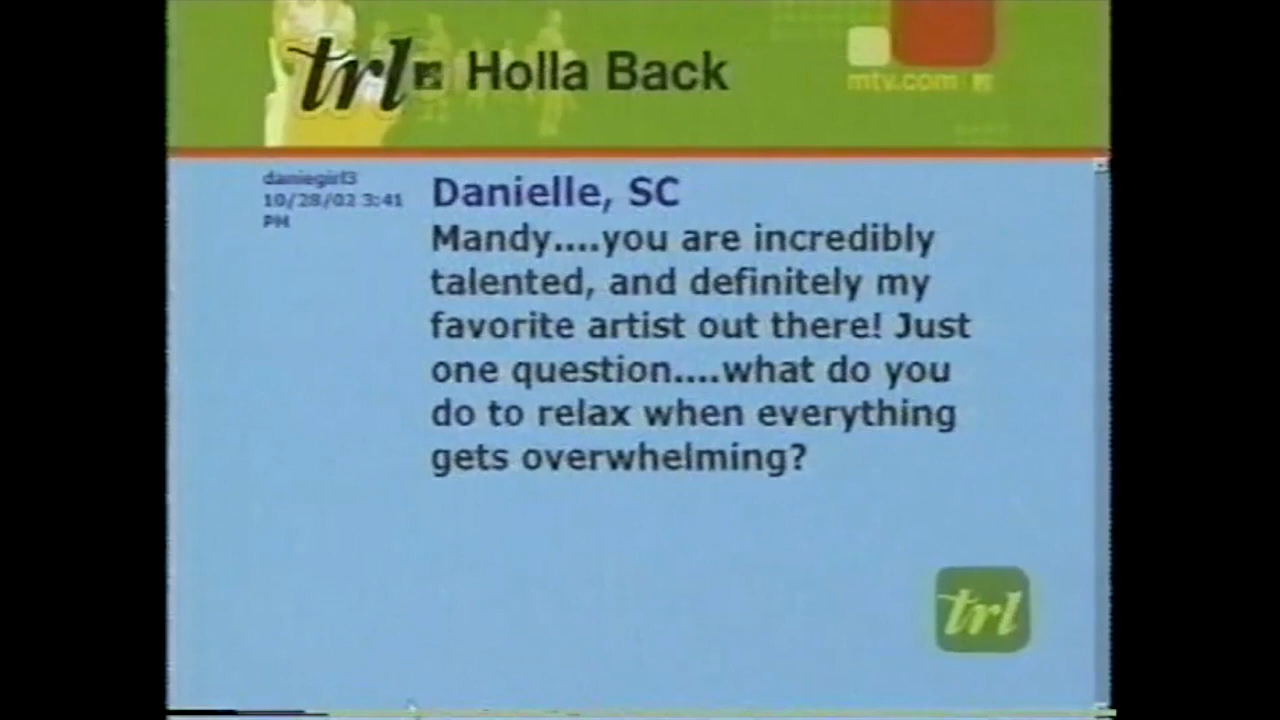 trl Holla Back
mtv.com
daniegirl3
10/28/02 3:41
PM
Danielle, SC
Mandy....you are incredibly
talented, and definitely my
favorite artist out there! Just
one question....what do you
do to relax when everything
gets overwhelming?
trl